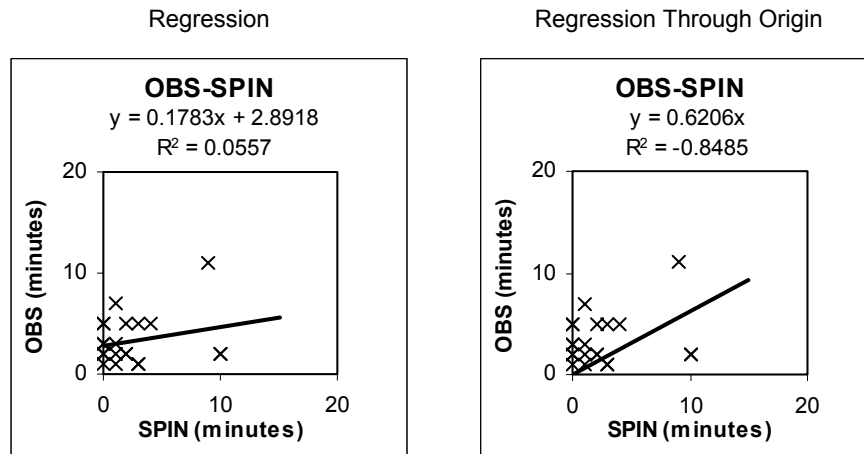 Regression
Regression Through Origin
OBS-SPIN
y = 0.1783x + 2.8918
R² = 0.0557
20
10
0
OBS (minutes)
0 10 20
SPIN (minutes)
OBS-SPIN
y = 0.6206x
R² = -0.8485
20
10
0
OBS (minutes)
0 10 20
SPIN (minutes)